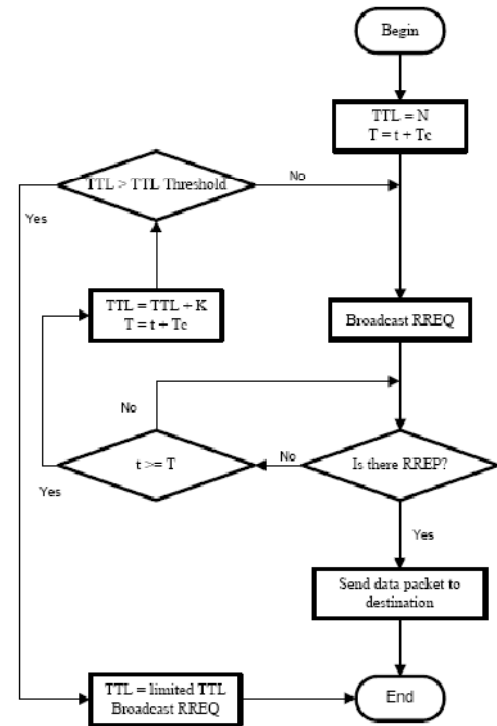 Begin
TTL = N
T = t + Tc
TTL > TTL Threshold
No
Yes
TTL = TTL + K
T = t + Tc
Broadcast RREQ
No
t >= T
No
Is there RREP?
Yes
Yes
Send data packet to
destination
TTL = limited TTL
Broadcast RREQ
End